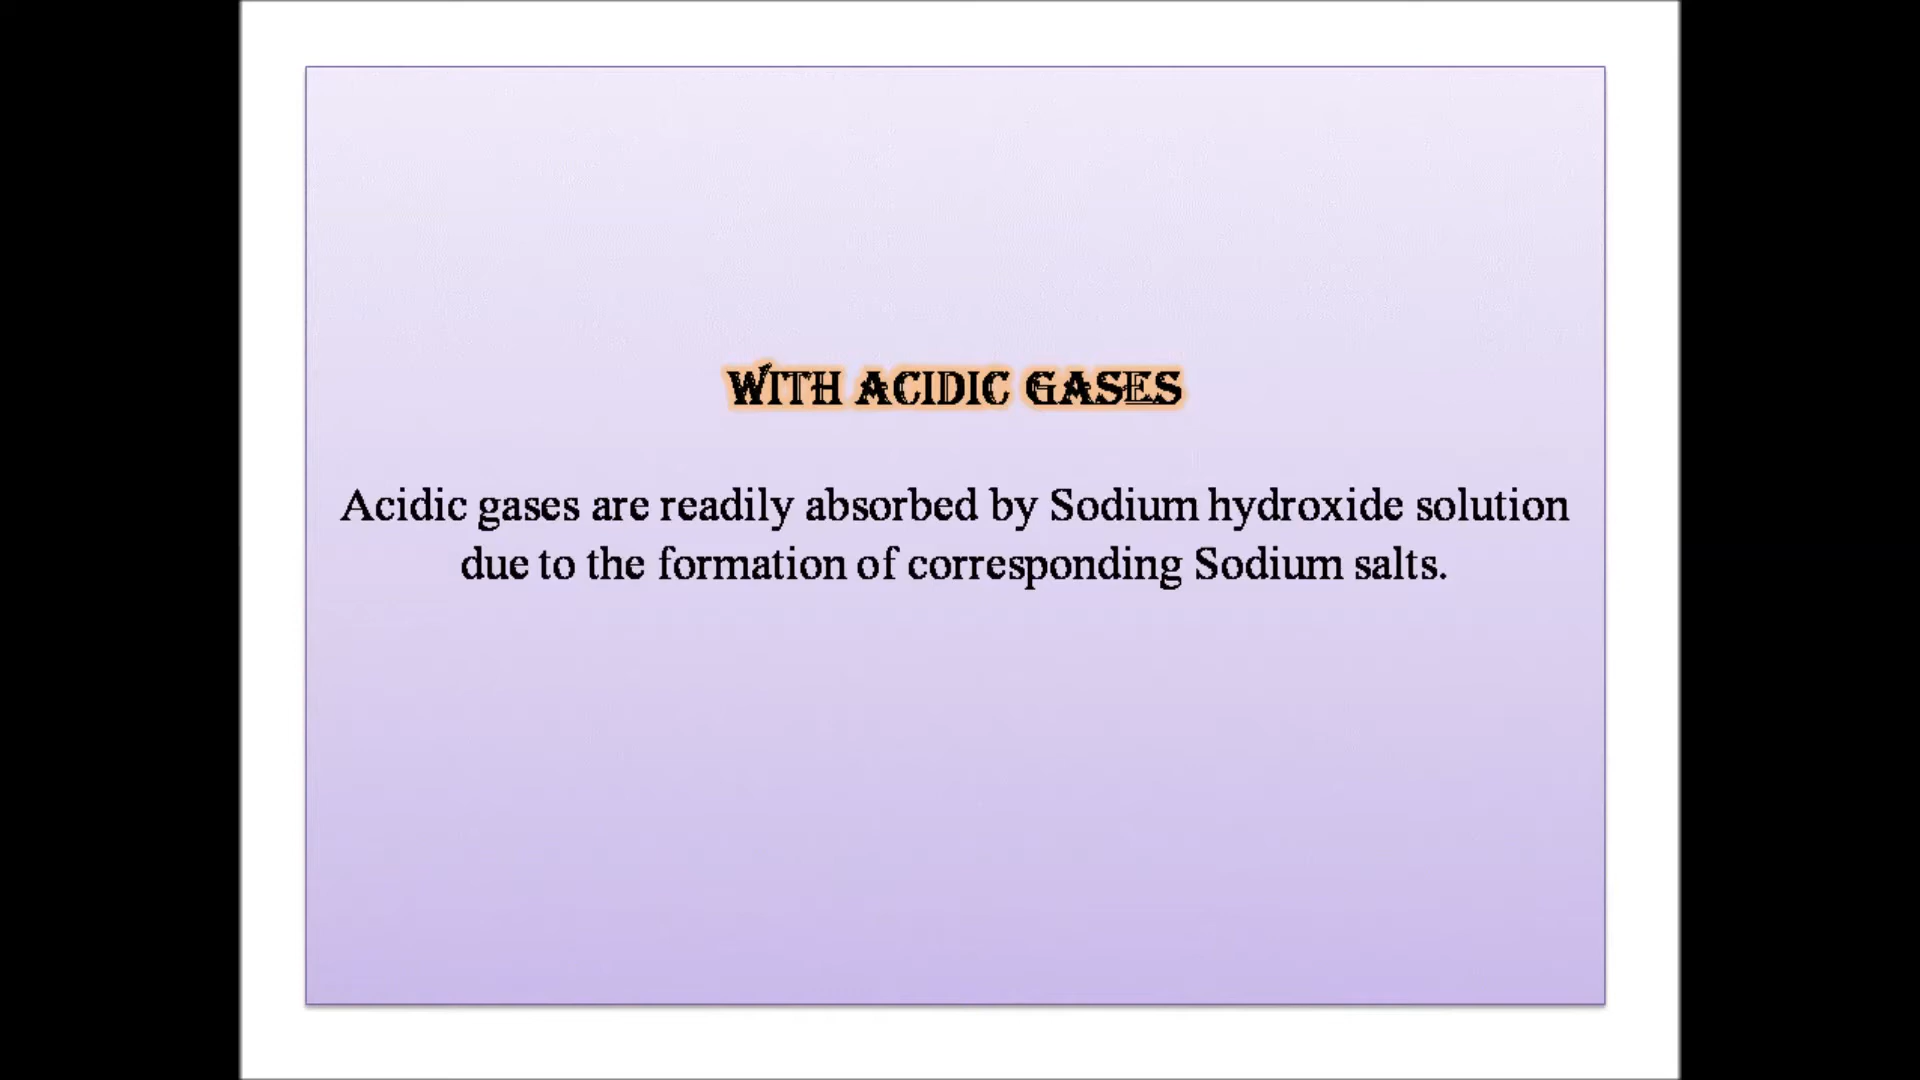 WITH ACIDIC GASES
Acidic gases are readily absorbed by Sodium hydroxide solution
due to the formation of corresponding Sodium salts.